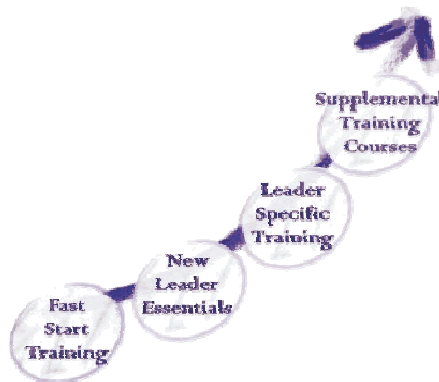 Fast
Start
Training
New
Leader
Essentials
Leader
Specific
Training
Supplemental
Training
Courses